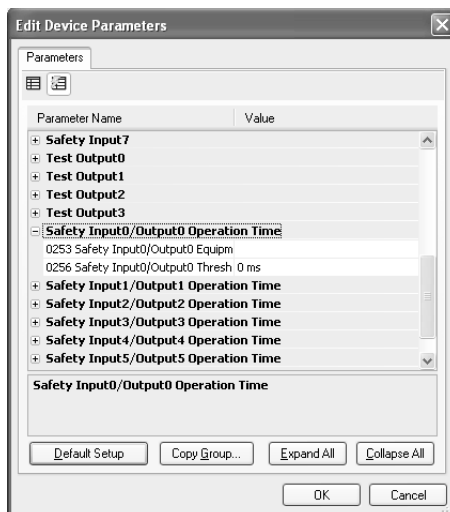 Edit Device Parameters
Parameters
Parameter Name Value
Safety Input7
Test Output0
Test Output1
Test Output2
Test Output3
Safety Input0/Output0 Operation Time
0253 Safety Input0/Output0 Equipm
0256 Safety Input0/Output0 Thresh 0 ms
Safety Input1/Output1 Operation Time
Safety Input2/Output2 Operation Time
Safety Input3/Output3 Operation Time
Safety Input4/Output4 Operation Time
Safety Input5/Output5 Operation Time
Safety Input0/Output0 Operation Time
Default Setup Copy Group... Expand All Collapse All
OK Cancel